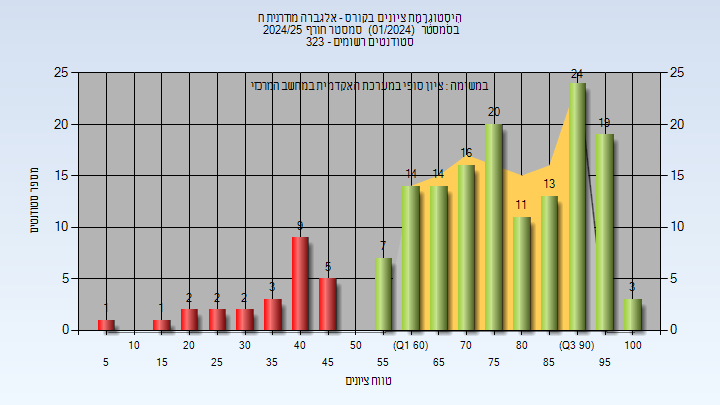 היסטוגרמת ציונים בקורס - אלגברה מודרנית ח
בסמסטר (01/2024) סמסטר חורף 2024/25
סטודנטים רשומים - 323
במשימה : ציון סופי במערכת האקדמית במחשב המרכזי
מספר סטודנטים
25 20 15 10 5 0
25 20 15 10 5 0
1 1 2 2 2 3 9 5 7 14 14 16 20 11 13 24 19 3
10 20 30 40 50 (Q1 60) 70 80 (Q3 90) 100
5 15 25 35 45 55 65 75 85 95
טווח ציונים